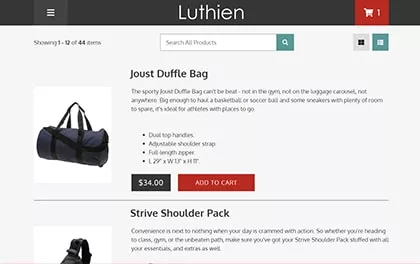 Luthien
1
Showing 1 - 12 of 44 items
Search All Products
Joust Duffle Bag
The sporty Joust Duffle Bag can't be beat - not in the gym, not on the luggage carousel, not
anywhere. Big enough to haul a basketball or soccer ball and some sneakers with plenty of room
to spare, it's ideal for athletes with places to go.
• Dual top handles.
• Adjustable shoulder strap.
• Full-length zipper.
• L 29" x W 13" x H 11".
$34.00
ADD TO CART
Strive Shoulder Pack
Convenience is next to nothing when your day is crammed with action. So whether you're heading
to class, gym, or the unbeaten path, make sure you've got your Strive Shoulder Pack stuffed with
all your essentials, and extras as well.